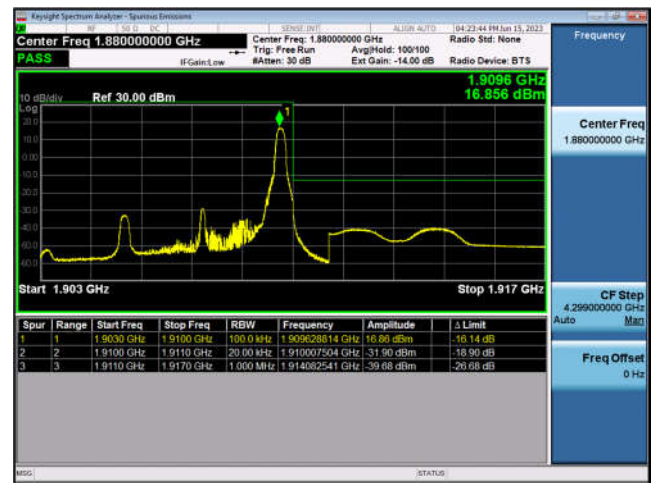 Keysight Spectrum Analyzer - Spurious Emissions
RF 50 Ω DC SENSE:INT ALIGN AUTO 04:23:44 PM Jun 15, 2023
Center Freq 1.880000000 GHz
Center Freq: 1.880000000 GHz
Radio Std: None
Trig: Free Run
Avg|Hold: 100/100
PASS
IFGain:Low
#Atten: 30 dB
Ext Gain: -14.00 dB
Radio Device: BTS
1.9096 GHz
16.856 dBm
10 dB/div Ref 30.00 dBm
Log
20.0
0.00
1
Start 1.903 GHz
Stop 1.917 GHz
Spur Range Start Freq Stop Freq RBW Frequency Amplitude Δ Limit
1 1 1.9030 GHz 1.9100 GHz 100.0 kHz 1.909628814 GHz 16.86 dBm -16.14 dB
2 2 1.9100 GHz 1.9110 GHz 20.00 kHz 1.910007504 GHz -31.90 dBm -18.90 dB
3 3 1.9110 GHz 1.9170 GHz 1.000 MHz 1.914082541 GHz -39.68 dBm -26.68 dB
MSG
STATUS
Frequency
Center Freq
1.880000000 GHz
CF Step
4.299000000 GHz
Auto Man
Freq Offset
0 Hz